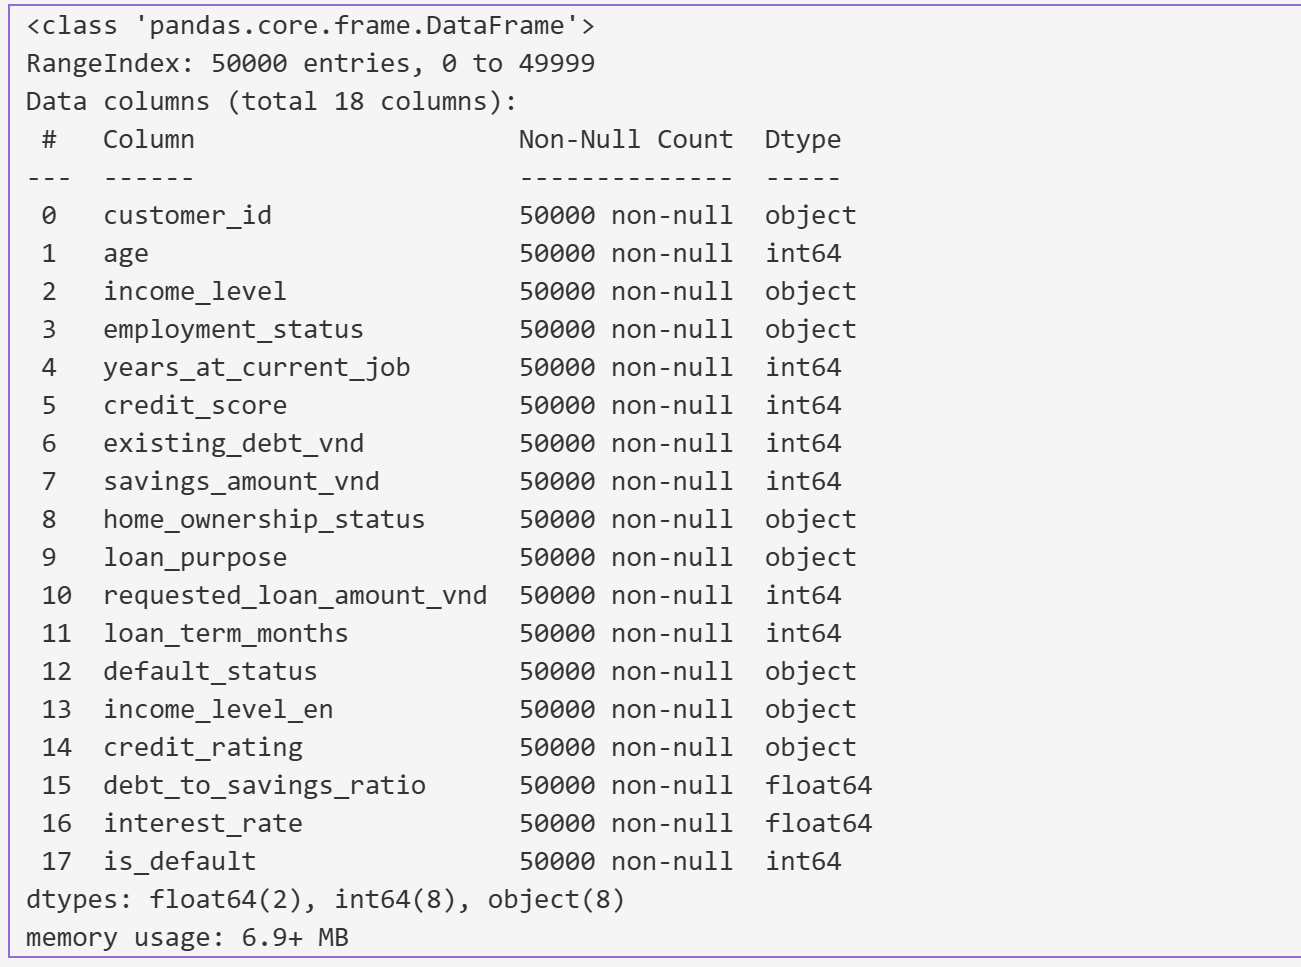 <class 'pandas.core.frame.DataFrame'>
RangeIndex: 50000 entries, 0 to 49999
Data columns (total 18 columns):
 #   Column                     Non-Null Count  Dtype
---  ------                     --------------  -----
 0   customer_id                50000 non-null  object
 1   age                        50000 non-null  int64
 2   income_level               50000 non-null  object
 3   employment_status          50000 non-null  object
 4   years_at_current_job       50000 non-null  int64
 5   credit_score               50000 non-null  int64
 6   existing_debt_vnd          50000 non-null  int64
 7   savings_amount_vnd         50000 non-null  int64
 8   home_ownership_status      50000 non-null  object
 9   loan_purpose               50000 non-null  object
 10  requested_loan_amount_vnd  50000 non-null  int64
 11  loan_term_months           50000 non-null  int64
 12  default_status             50000 non-null  object
 13  income_level_en            50000 non-null  object
 14  credit_rating              50000 non-null  object
 15  debt_to_savings_ratio      50000 non-null  float64
 16  interest_rate              50000 non-null  float64
 17  is_default                 50000 non-null  int64
dtypes: float64(2), int64(8), object(8)
memory usage: 6.9+ MB